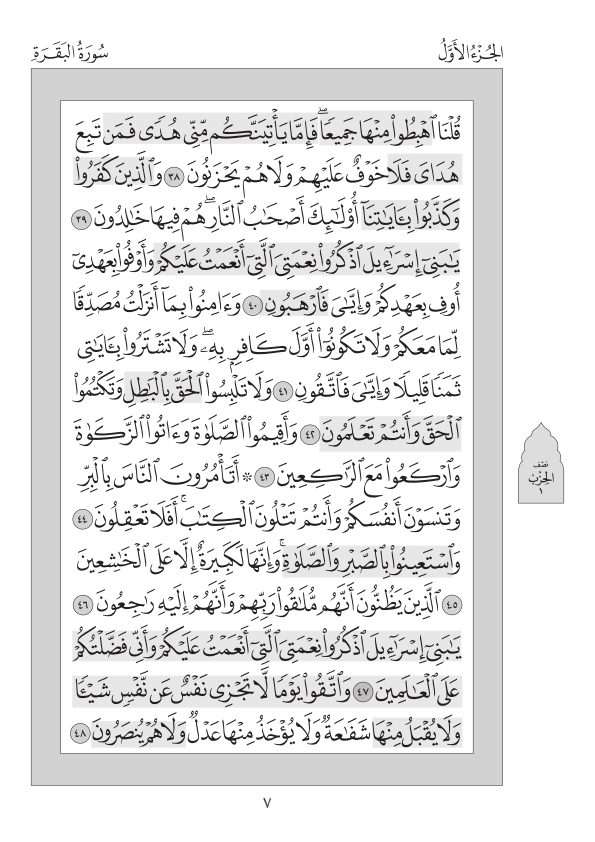 الجُزْءُ الأَوَّلُ
سُورَةُ البَقَرَةِ
قُلْنَا ٱهْبِطُوا۟ مِنْهَا جَمِيعًا ۖ فَإِمَّا يَأْتِيَنَّكُم مِّنِّى هُدًى فَمَن تَبِعَ
هُدَاىَ فَلَا خَوْفٌ عَلَيْهِمْ وَلَا هُمْ يَحْزَنُونَ ٣٨ وَٱلَّذِينَ كَفَرُوا۟
وَكَذَّبُوا۟ بِـَٔايَـٰتِنَآ أُو۟لَـٰٓئِكَ أَصْحَـٰبُ ٱلنَّارِ ۖ هُمْ فِيهَا خَـٰلِدُونَ ٣٩
يَـٰبَنِىٓ إِسْرَٰٓءِيلَ ٱذْكُرُوا۟ نِعْمَتِىَ ٱلَّتِىٓ أَنْعَمْتُ عَلَيْكُمْ وَأَوْفُوا۟ بِعَهْدِىٓ
أُوفِ بِعَهْدِكُمْ وَإِيَّـٰىَ فَٱرْهَبُونِ ٤٠ وَءَامِنُوا۟ بِمَآ أَنزَلْتُ مُصَدِّقًا
لِّمَا مَعَكُمْ وَلَا تَكُونُوٓا۟ أَوَّلَ كَافِرٍۭ بِهِۦ ۖ وَلَا تَشْتَرُوا۟ بِـَٔايَـٰتِى
ثَمَنًا قَلِيلًا وَإِيَّـٰىَ فَٱتَّقُونِ ٤١ وَلَا تَلْبِسُوا۟ ٱلْحَقَّ بِٱلْبَـٰطِلِ وَتَكْتُمُوا۟
ٱلْحَقَّ وَأَنتُمْ تَعْلَمُونَ ٤٢ وَأَقِيمُوا۟ ٱلصَّلَوٰةَ وَءَاتُوا۟ ٱلزَّكَوٰةَ
وَٱرْكَعُوا۟ مَعَ ٱلرَّٰكِعِينَ ٤٣ * أَتَأْمُرُونَ ٱلنَّاسَ بِٱلْبِرِّ
وَتَنسَوْنَ أَنفُسَكُمْ وَأَنتُمْ تَتْلُونَ ٱلْكِتَـٰبَ ۚ أَفَلَا تَعْقِلُونَ ٤٤
وَٱسْتَعِينُوا۟ بِٱلصَّبْرِ وَٱلصَّلَوٰةِ ۚ وَإِنَّهَا لَكَبِيرَةٌ إِلَّا عَلَى ٱلْخَـٰشِعِينَ
٤٥ ٱلَّذِينَ يَظُنُّونَ أَنَّهُم مُّلَـٰقُوا۟ رَبِّهِمْ وَأَنَّهُمْ إِلَيْهِ رَٰجِعُونَ ٤٦
يَـٰبَنِىٓ إِسْرَٰٓءِيلَ ٱذْكُرُوا۟ نِعْمَتِىَ ٱلَّتِىٓ أَنْعَمْتُ عَلَيْكُمْ وَأَنِّى فَضَّلْتُكُمْ
عَلَى ٱلْعَـٰلَمِينَ ٤٧ وَٱتَّقُوا۟ يَوْمًا لَّا تَجْزِى نَفْسٌ عَن نَّفْسٍ شَيْـًٔا
وَلَا يُقْبَلُ مِنْهَا شَفَـٰعَةٌ وَلَا يُؤْخَذُ مِنْهَا عَدْلٌ وَلَا هُمْ يُنصَرُونَ ٤٨
نصف
الحزب
١
٧